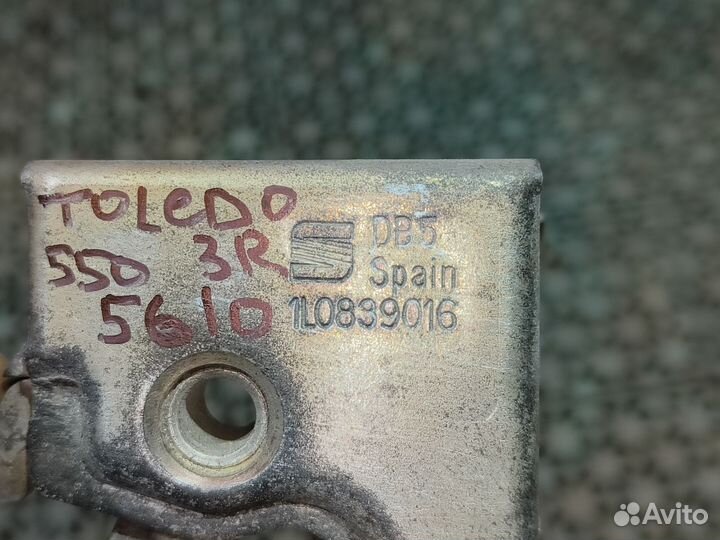 TOLEDO
550 3R
5610
DB5
Spain
1L0839016
Avito